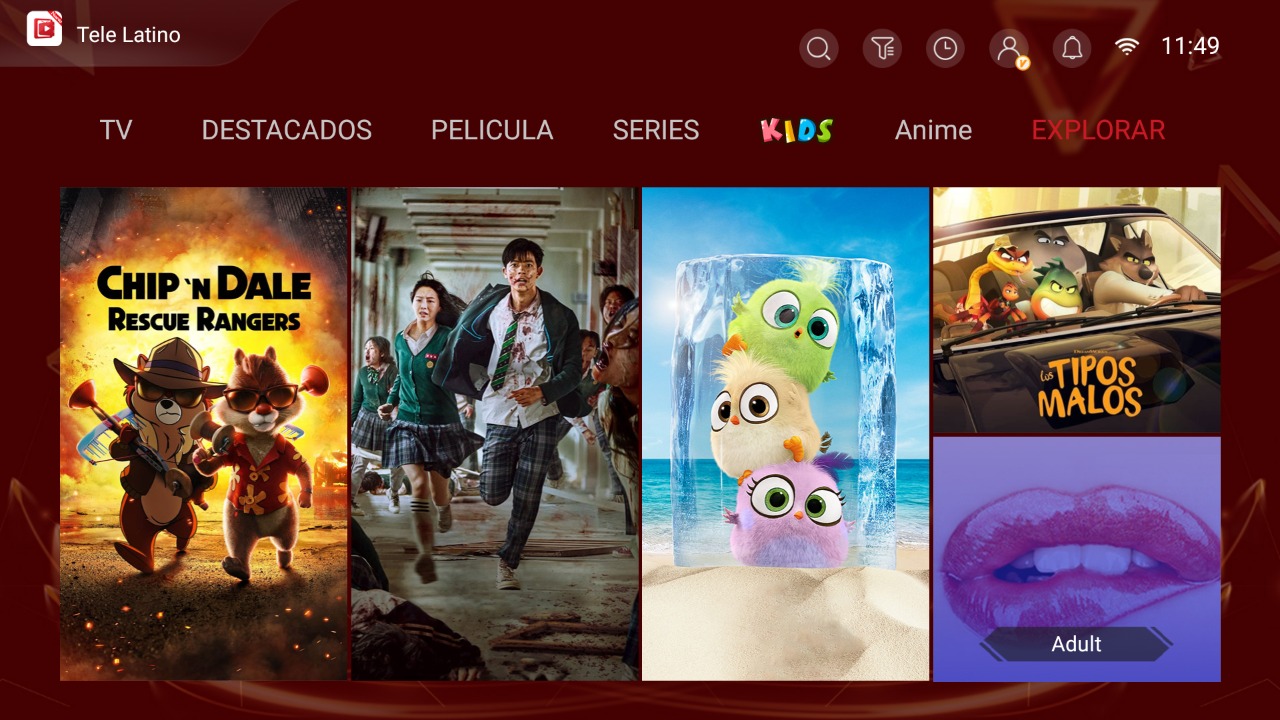 Tele Latino
11:49
TV DESTACADOS PELICULA SERIES KIDS Anime EXPLORAR
CHIP 'N DALE
RESCUE RANGERS
LOS TIPOS
MALOS
Adult